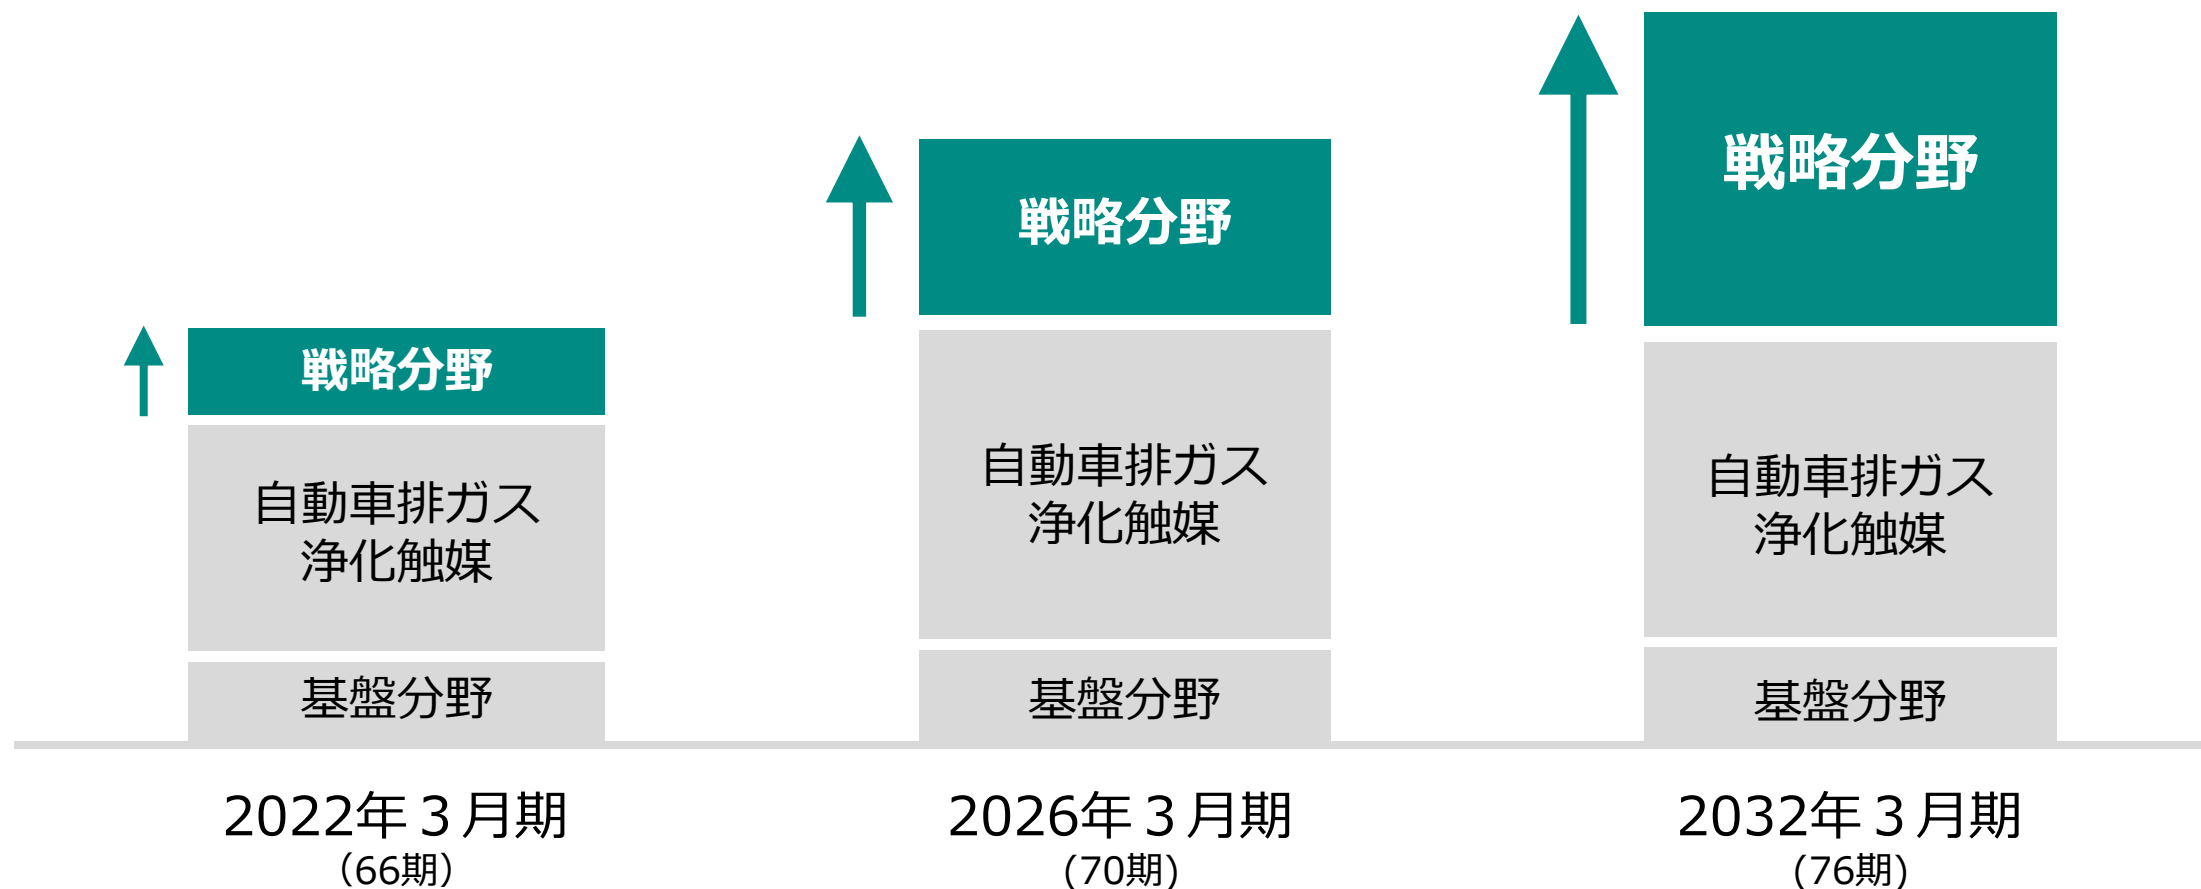 戦略分野
自動車排ガス
浄化触媒
基盤分野
2022年３月期
（66期）
戦略分野
自動車排ガス
浄化触媒
基盤分野
2026年３月期
(70期)
戦略分野
自動車排ガス
浄化触媒
基盤分野
2032年３月期
(76期)